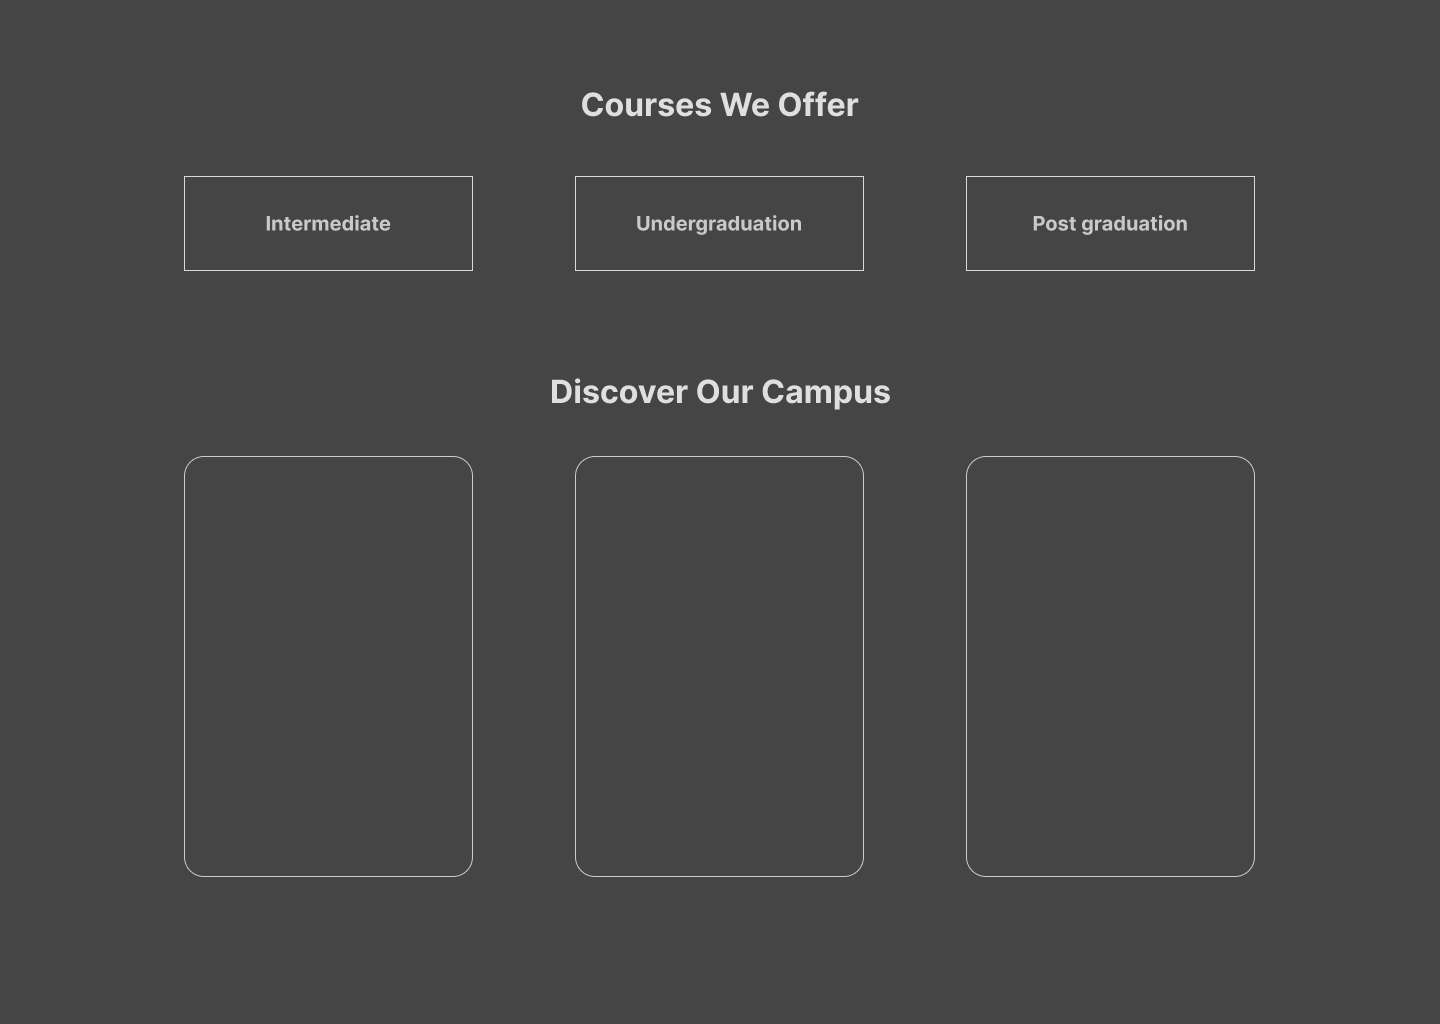 Courses We Offer
Intermediate
Undergraduation
Post graduation
Discover Our Campus